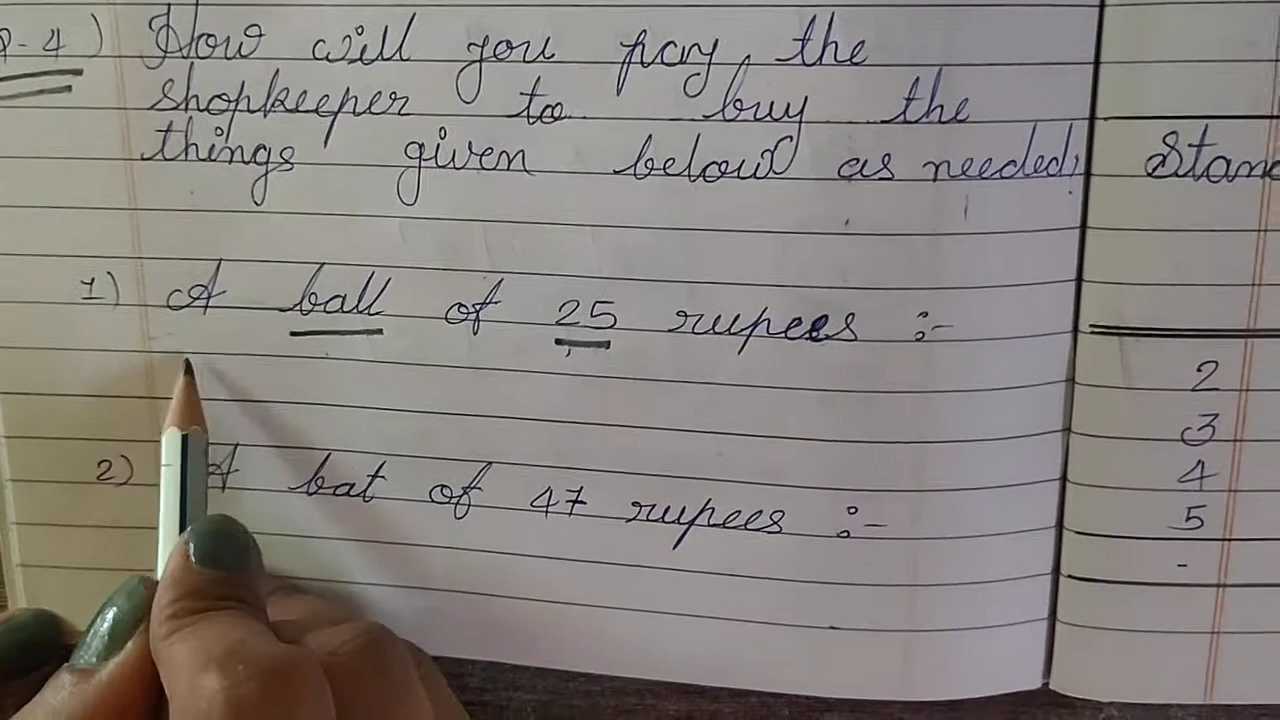 -4) How will you pay, the
shopkeeper to buy the
things given below as needed
1) A ball of 25 rupees :-
2) A bat of 47 rupees :-
2
3
4
5
-